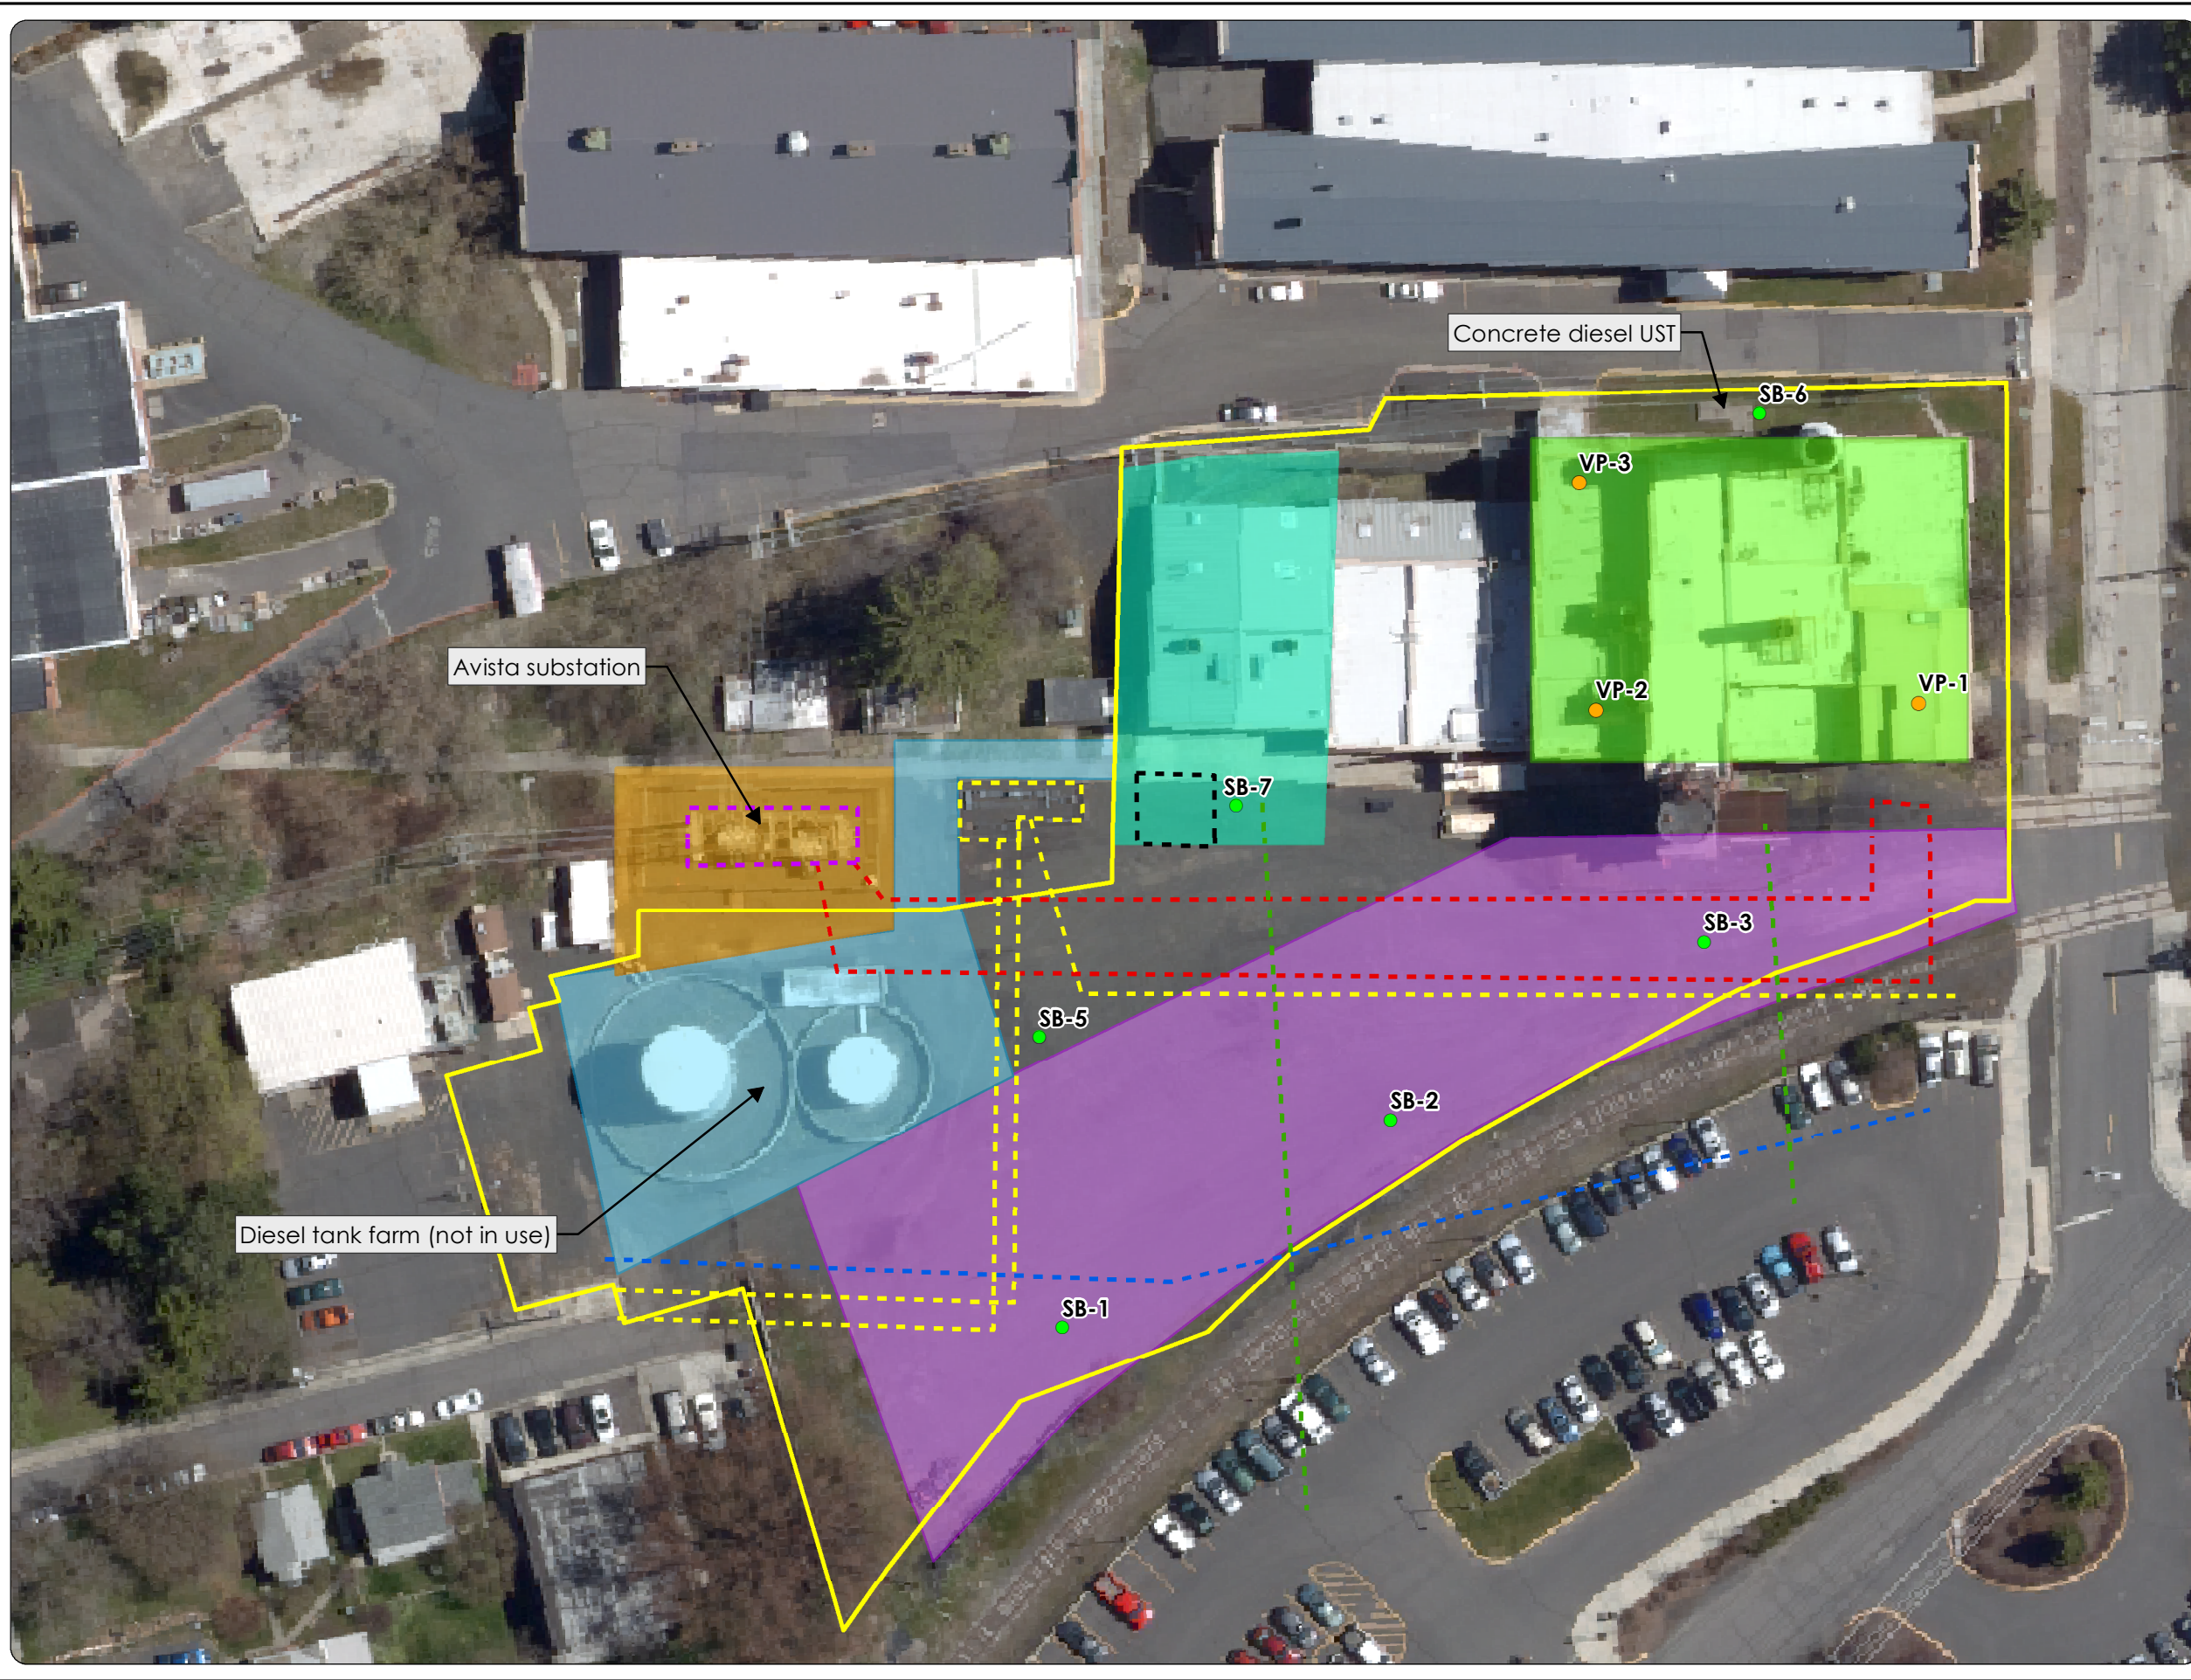 Concrete diesel UST
SB-6
VP-3
Avista substation
VP-2
VP-1
SB-7
SB-3
SB-5
SB-2
Diesel tank farm (not in use)
SB-1